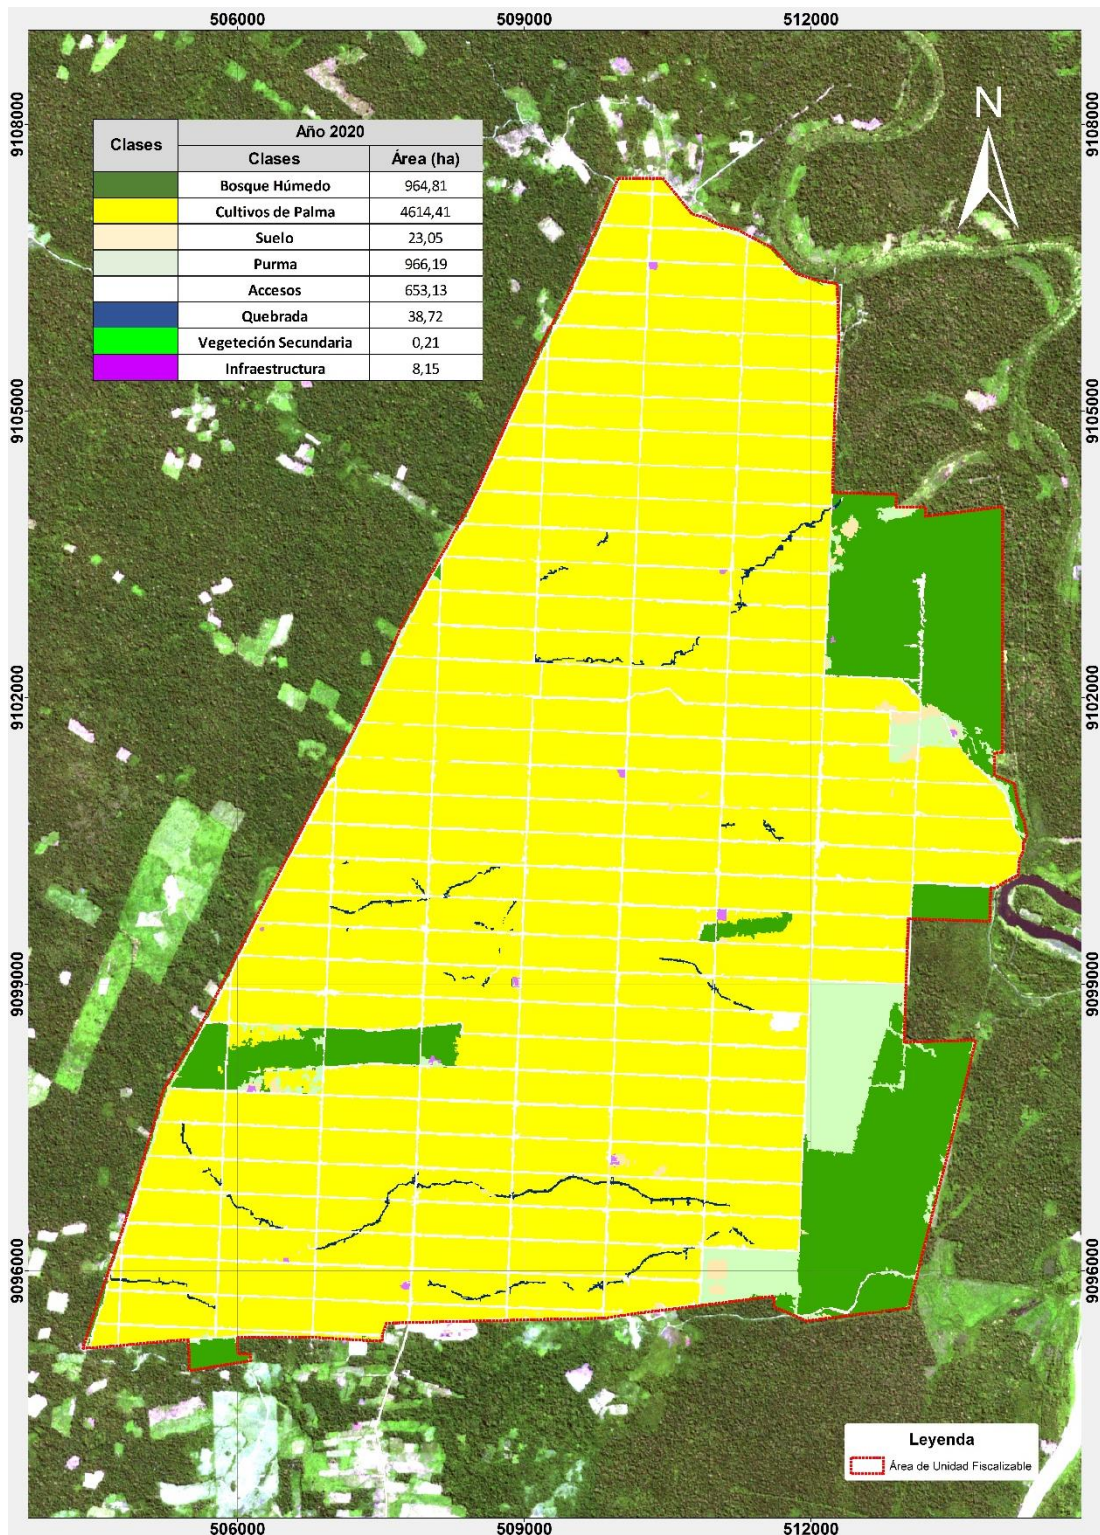 506000 509000 512000
N
9108000 9108000
Clases Año 2020
Clases Área (ha)
Bosque Húmedo 964,81
Cultivos de Palma 4614,41
Suelo 23,05
Purma 966,19
Accesos 653,13
Quebrada 38,72
Vegeteción Secundaria 0,21
Infraestructura 8,15
9105000 9105000
9102000 9102000
9099000 9099000
9096000 9096000
Leyenda
Área de Unidad Fiscalizable
506000 509000 512000